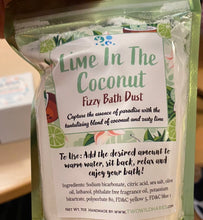 Lime In The
Coconut
Fizzy Bath Dust
Capture the essence of paradise with the
tantalising blend of coconut and zesty lime
To Use: Add the desired amount to
warm water, sit back, relax and
enjoy your bath!
Ingredients: Sodium bicarbonate, citric acid, sea salt, olive
oil, phthalate free fragrance oil, potassium
bitartrate, polysorbate 80, FD&C yellow 5, FD&C blue 1
HANDMADE BY